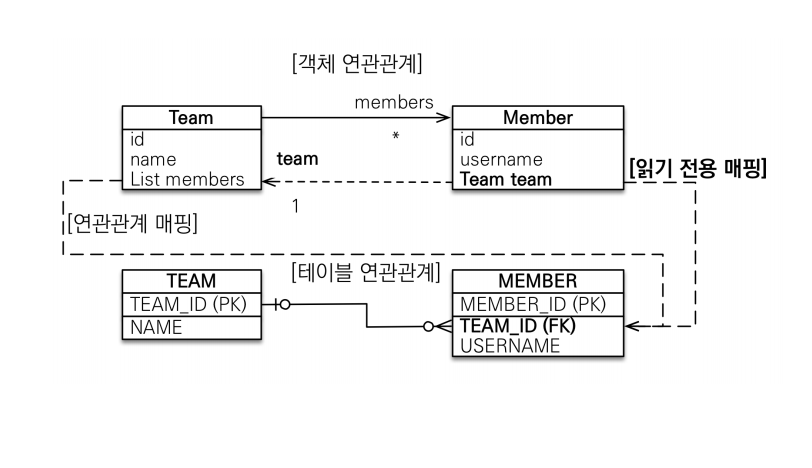 [객체 연관관계]
members
Team
Member
*
id
name
List members
team
id
username
Team team
[읽기 전용 매핑]
1
[연관관계 매핑]
[테이블 연관관계]
TEAM
TEAM_ID (PK)
NAME
MEMBER
MEMBER_ID (PK)
TEAM_ID (FK)
USERNAME